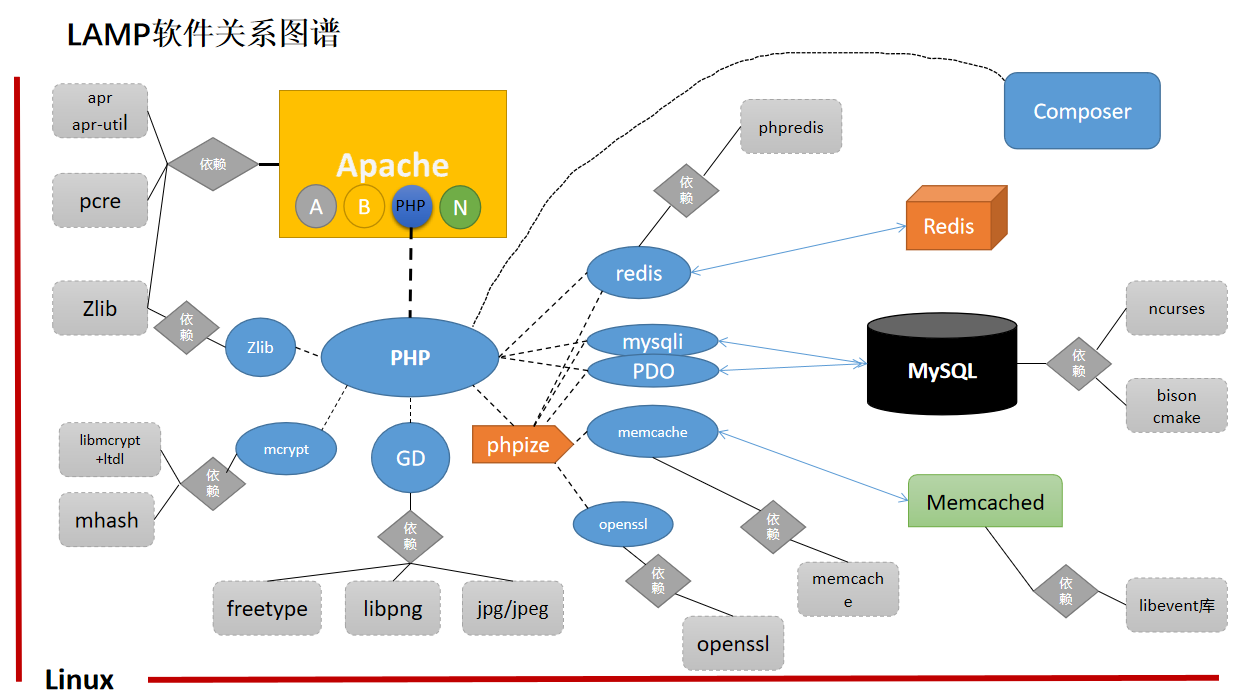 LAMP软件关系图谱
apr
apr-util
依赖
Apache
A
B
PHP
N
phpredis
Composer
pcre
依
赖
Redis
redis
Zlib
依
赖
Zlib
PHP
mysqli
PDO
MySQL
依
赖
ncurses
bison
cmake
libmcrypt
+ltdl
mcrypt
GD
phpize
memcache
依
赖
mhash
依
赖
openssl
依
赖
Memcached
依
赖
memcach
e
依
赖
libevent库
freetype
libpng
jpg/jpeg
openssl
Linux